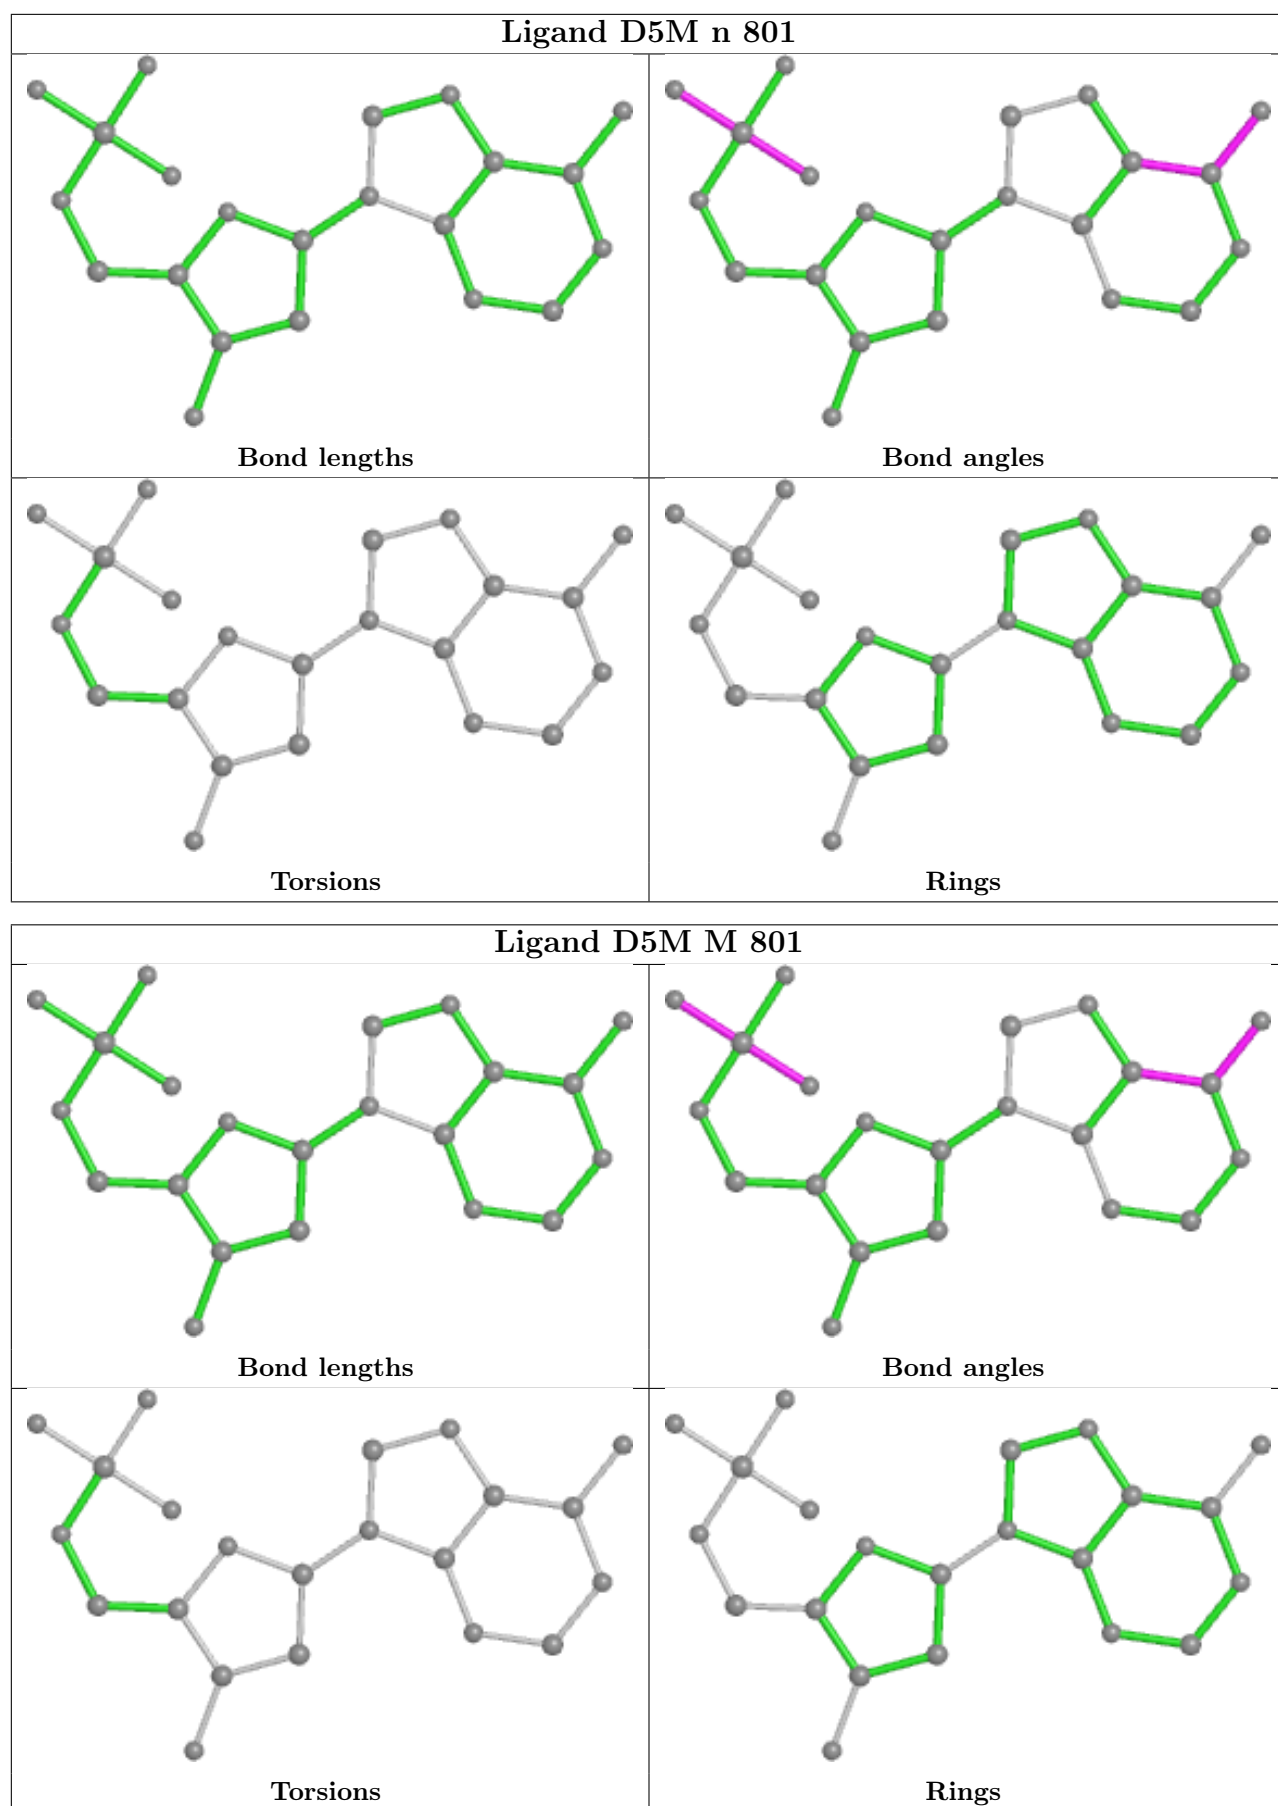 Ligand D5M n 801
Bond lengths
Bond angles
Torsions
Rings
Ligand D5M M 801
Bond lengths
Bond angles
Torsions
Rings